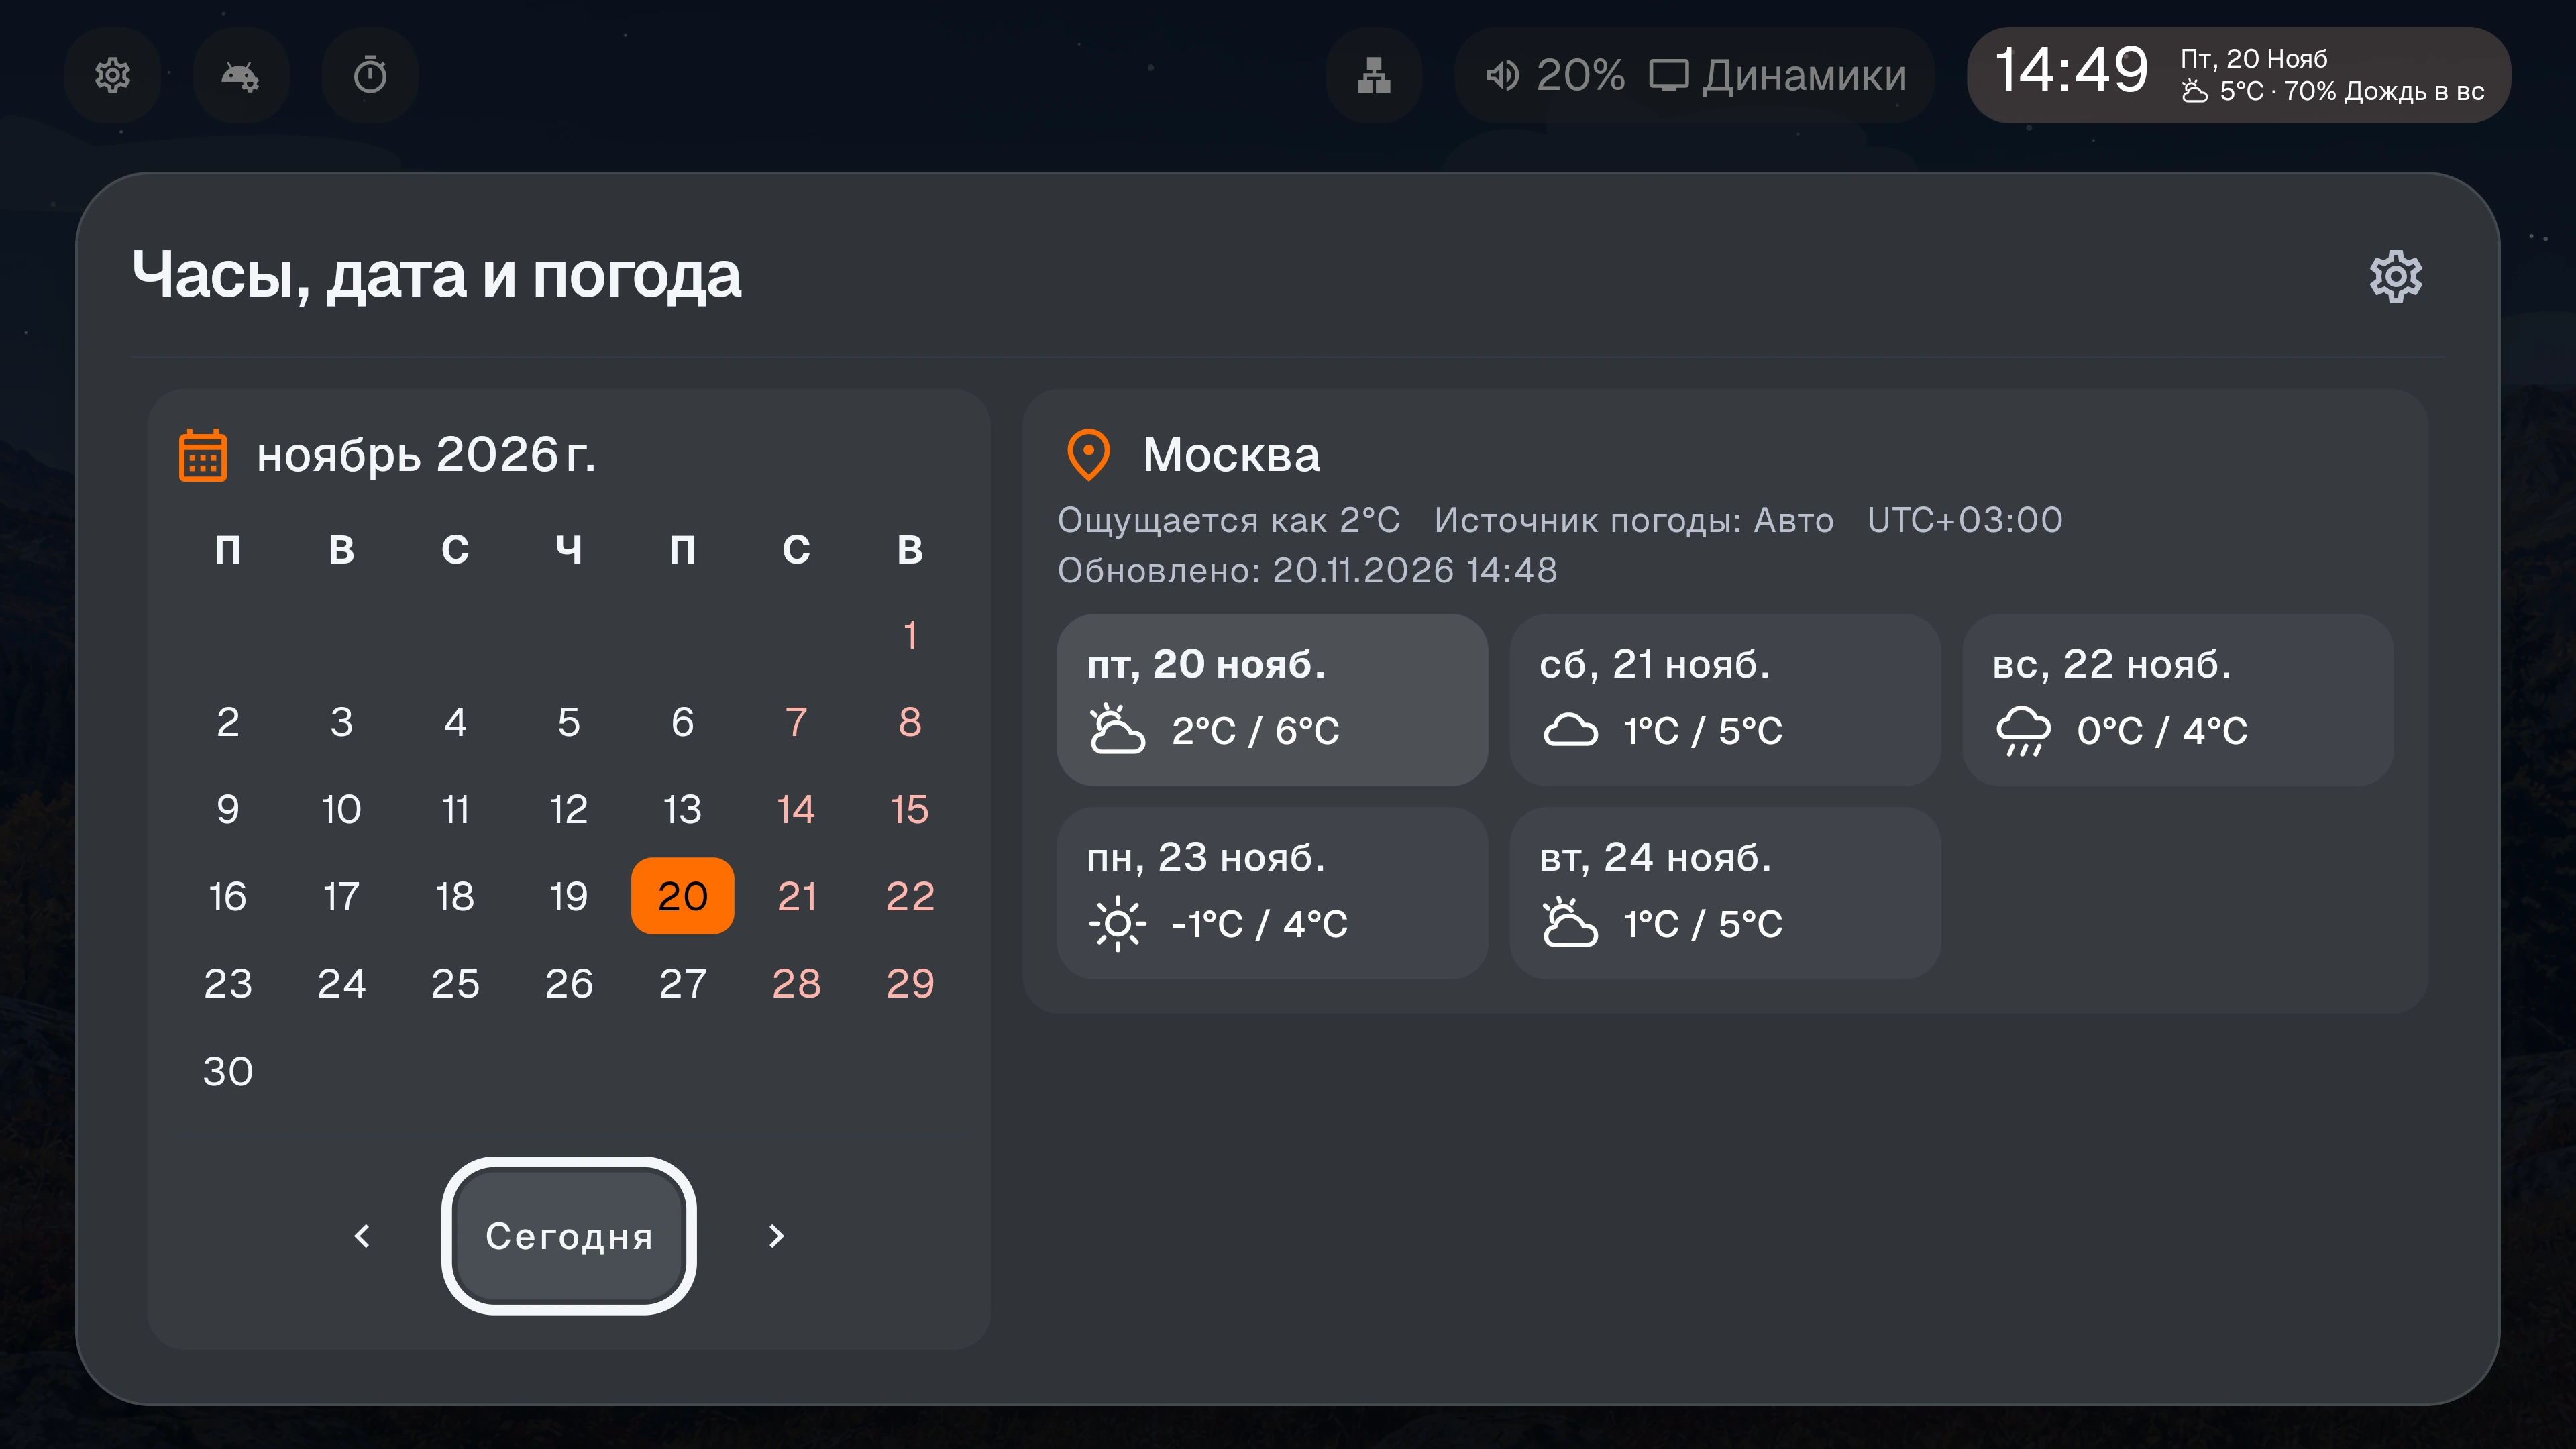 20% Динамики
14:49
Пт, 20 Нояб
5°C · 70% Дождь в вс
Часы, дата и погода
ноябрь 2026 г.
П В С Ч П С В
1
2 3 4 5 6 7 8
9 10 11 12 13 14 15
16 17 18 19 20 21 22
23 24 25 26 27 28 29
30
Сегодня
Москва
Ощущается как 2°C Источник погоды: Авто UTC+03:00
Обновлено: 20.11.2026 14:48
пт, 20 нояб.
2°C / 6°C
сб, 21 нояб.
1°C / 5°C
вс, 22 нояб.
0°C / 4°C
пн, 23 нояб.
-1°C / 4°C
вт, 24 нояб.
1°C / 5°C